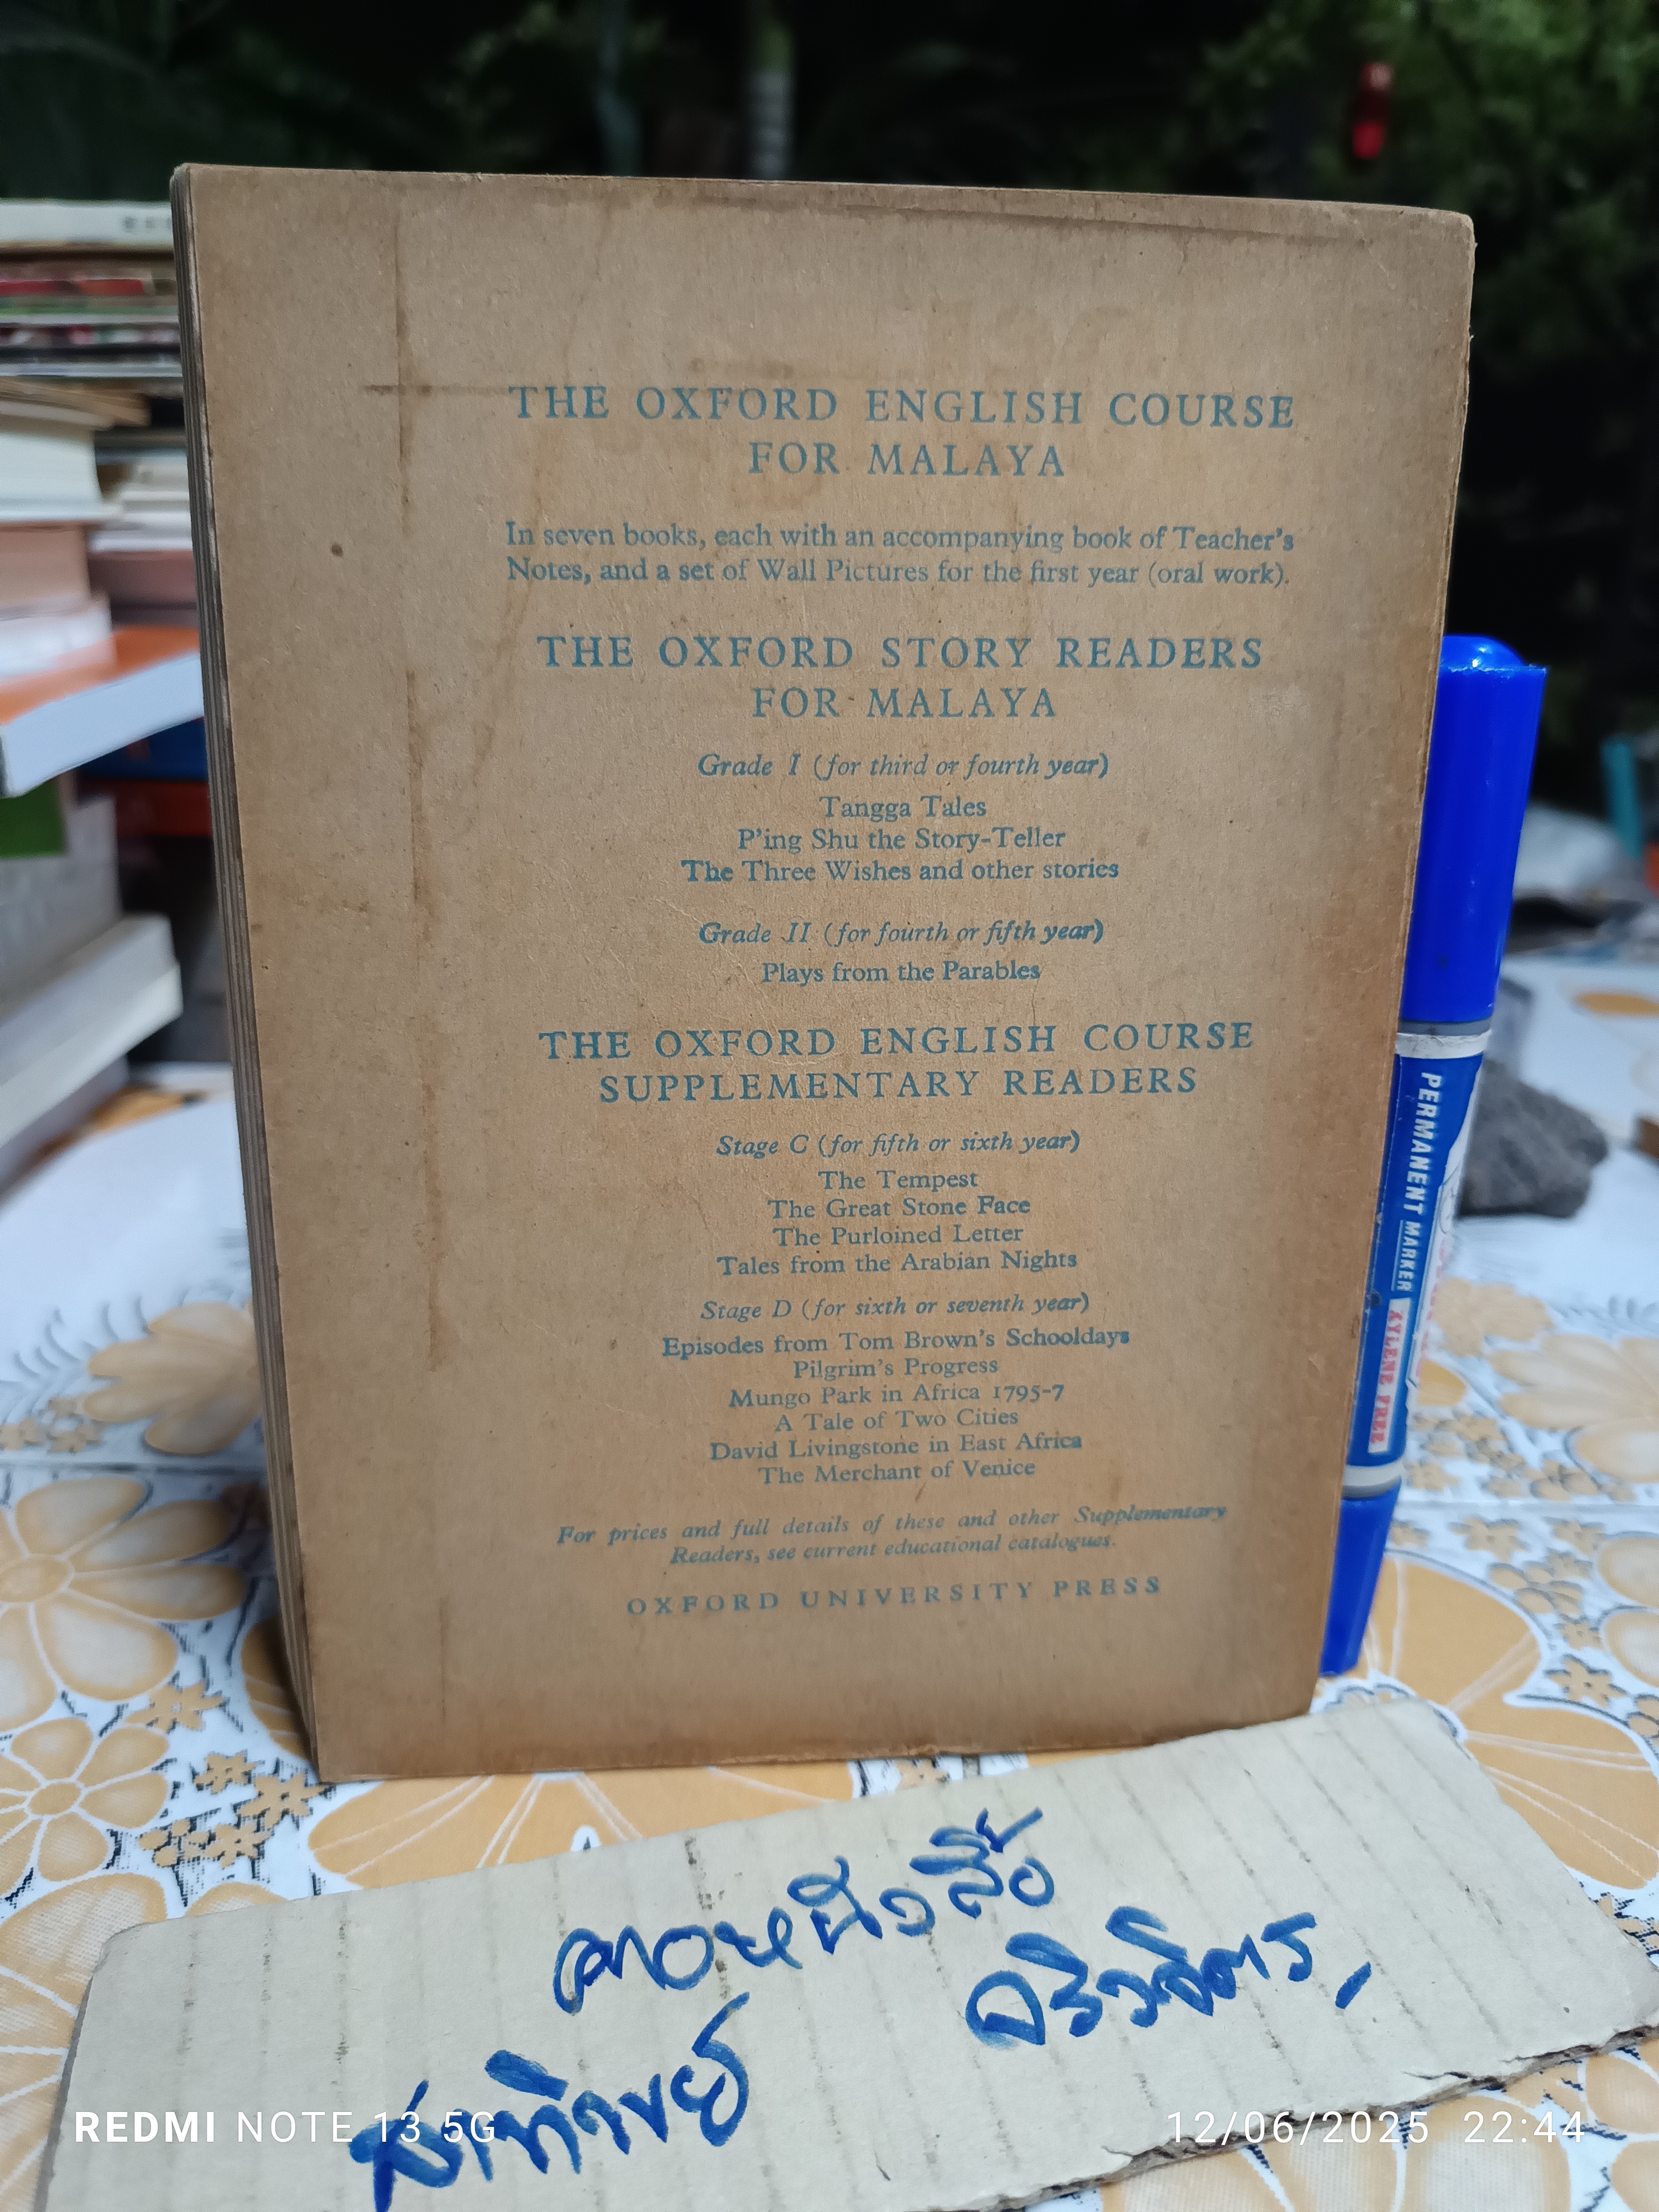 THE OXFORD ENGLISH COURSE
FOR MALAYA
In seven books, each with an accompanying book of Teacher's
Notes, and a set of Wall Pictures for the first year (oral work).
THE OXFORD STORY READERS
FOR MALAYA
Grade I (for third or fourth year)
Tangga Tales
P'ing Shu the Story-Teller
The Three Wishes and other stories
Grade II (for fourth or fifth year)
Plays from the Parables
THE OXFORD ENGLISH COURSE
SUPPLEMENTARY READERS
Stage C (for fifth or sixth year)
The Tempest
The Great Stone Face
The Purloined Letter
Tales from the Arabian Nights
Stage D (for sixth or seventh year)
Episodes from Tom Brown's Schooldays
Pilgrim's Progress
Mungo Park in Africa 1795-7
A Tale of Two Cities
David Livingstone in East Africa
The Merchant of Venice
For prices and full details of these and other Supplementary
Readers, see current educational catalogues.
OXFORD UNIVERSITY PRESS
PERMANENT MARKER
XYLENE FREE
REDMI NOTE 13 5G
12/06/2025 22:44